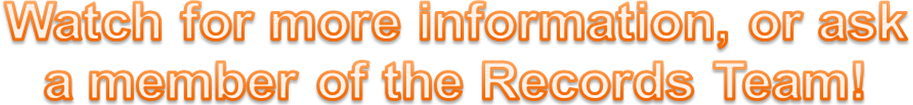 Watch for more information, or ask
a member of the Records Team!